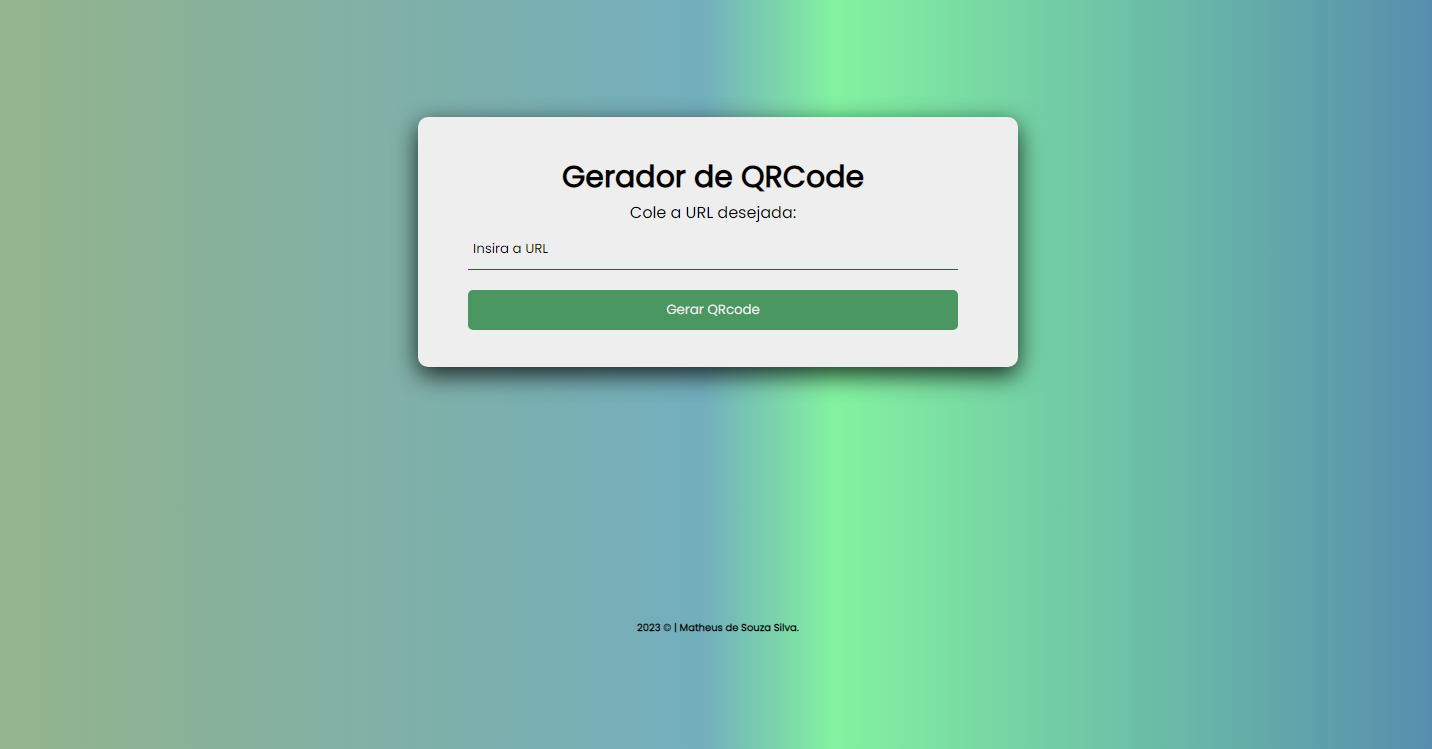 Gerador de QRCode
Cole a URL desejada:
Insira a URL
Gerar QRcode
2023 © | Matheus de Souza Silva.